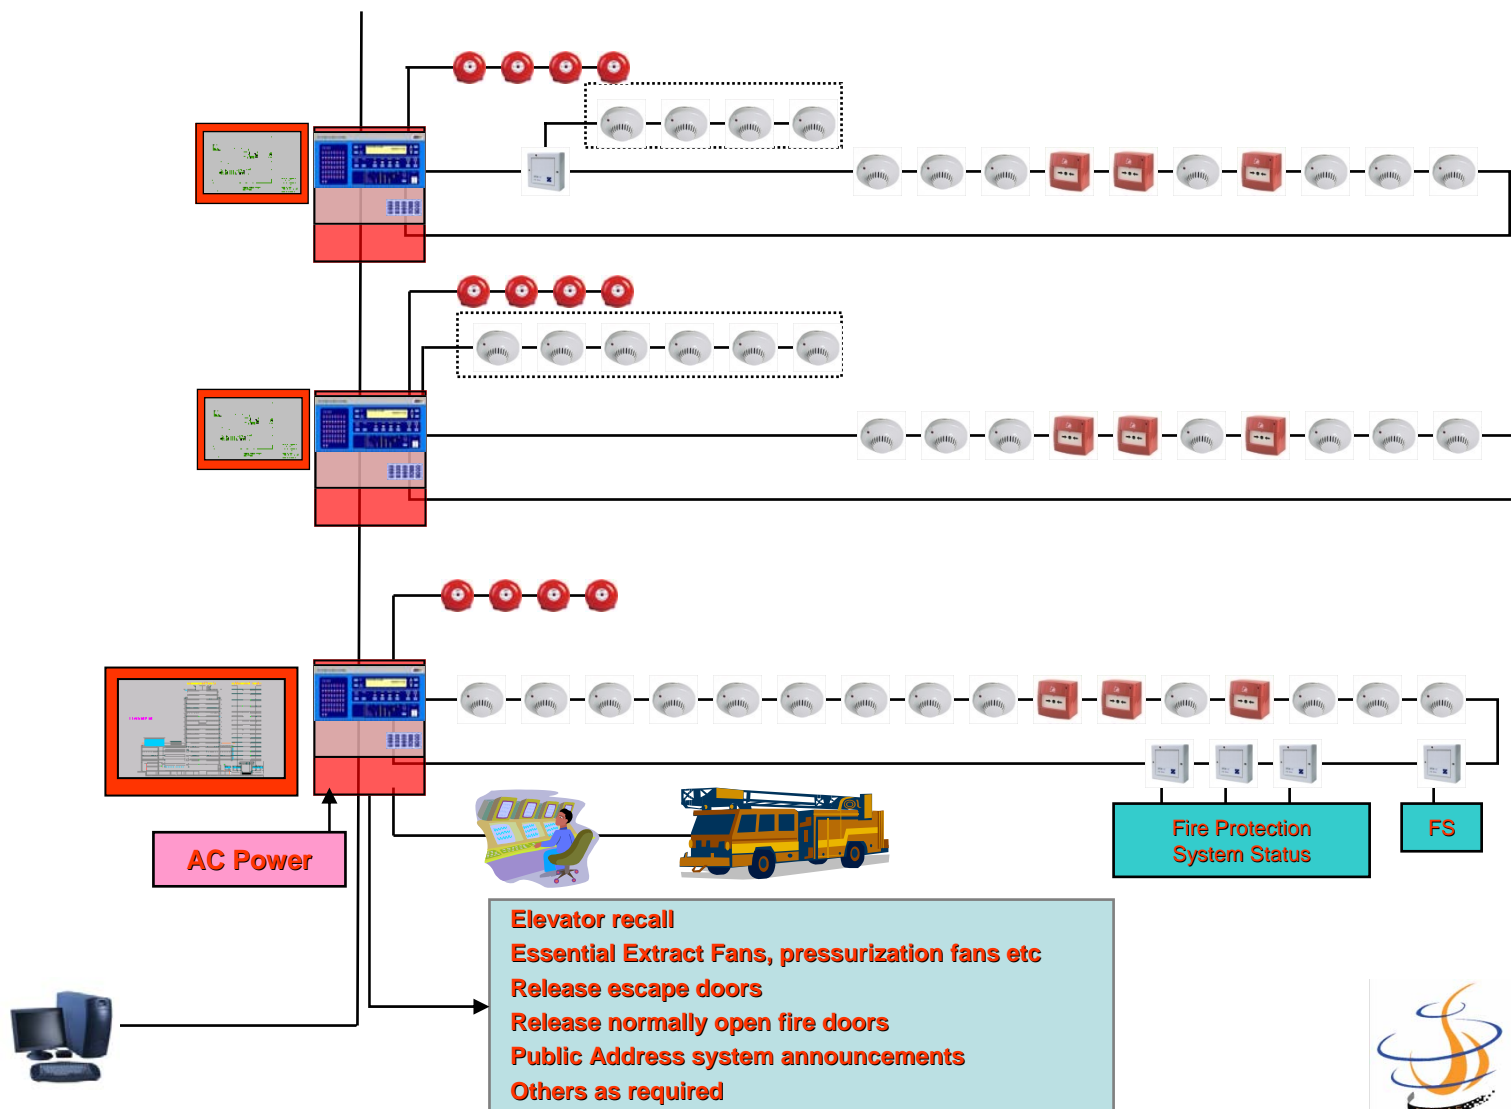 AC Power
Fire Protection
System Status
FS
Elevator recall
Essential Extract Fans, pressurization fans etc
Release escape doors
Release normally open fire doors
Public Address system announcements
Others as required